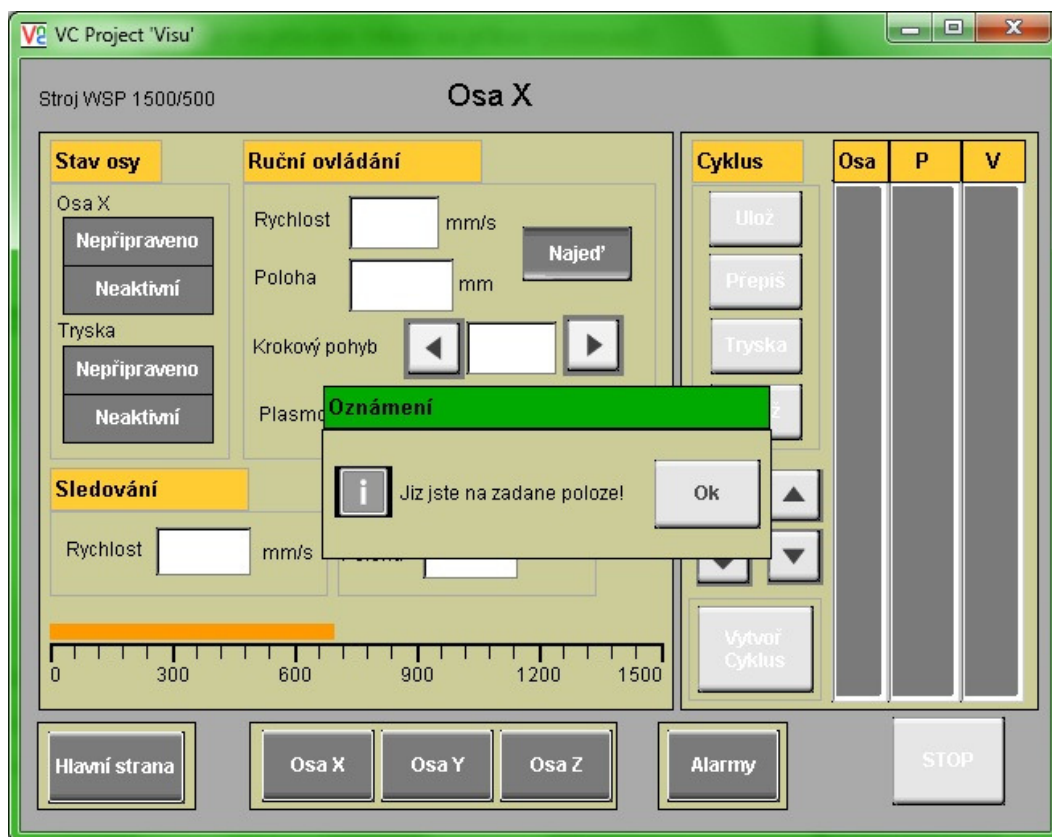 VC Project 'Visu'
Stroj WSP 1500/500
Osa X
Stav osy
Osa X
Nepřipraveno
Neaktivní
Tryska
Nepřipraveno
Neaktivní
Ruční ovládání
Rychlost mm/s
Poloha mm
Najeď
Krokový pohyb
Cyklus
Ulož
Přepiš
Tryska
Osa P V
Oznámení
Jiz jste na zadane poloze!
Ok
Sledování
Rychlost mm/s
0 300 600 900 1200 1500
Vytvoř
Cyklus
Hlavní strana
Osa X
Osa Y
Osa Z
Alarmy
STOP